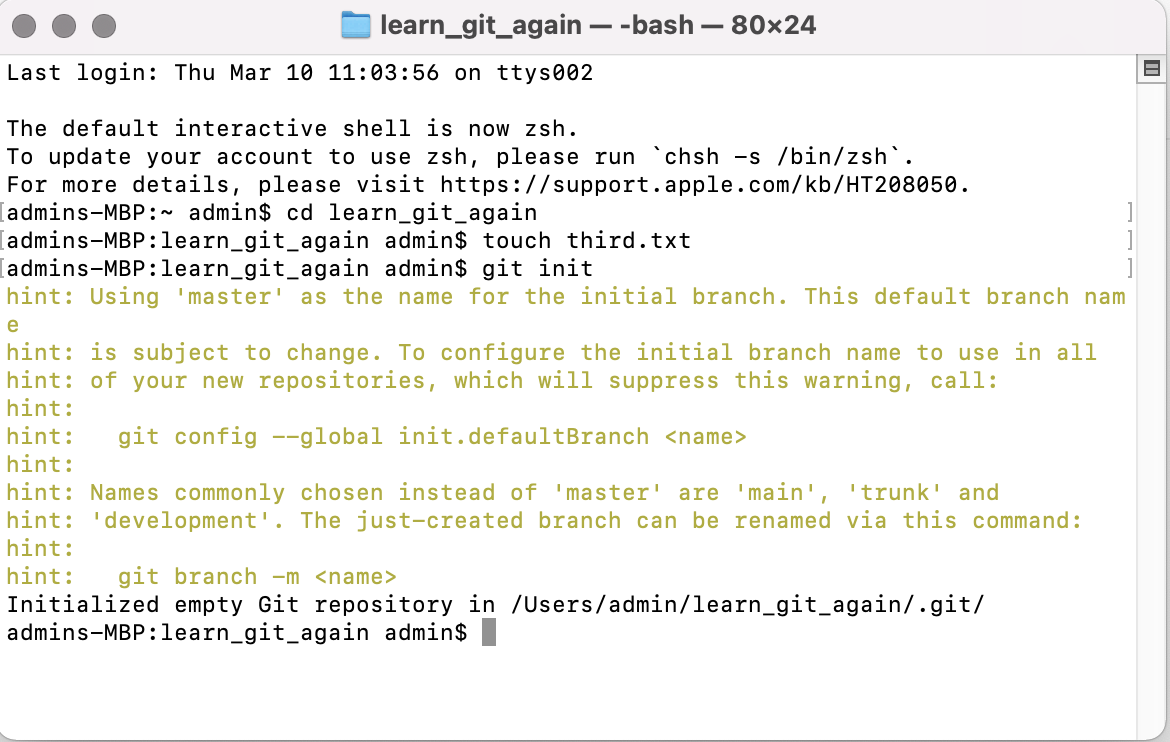 learn_git_again — -bash — 80×24
Last login: Thu Mar 10 11:03:56 on ttys002
The default interactive shell is now zsh.
To update your account to use zsh, please run `chsh -s /bin/zsh`.
For more details, please visit https://support.apple.com/kb/HT208050.
[admins-MBP:~ admin$ cd learn_git_again ]
[admins-MBP:learn_git_again admin$ touch third.txt ]
[admins-MBP:learn_git_again admin$ git init ]
hint: Using 'master' as the name for the initial branch. This default branch nam
e
hint: is subject to change. To configure the initial branch name to use in all
hint: of your new repositories, which will suppress this warning, call:
hint:
hint:   git config --global init.defaultBranch <name>
hint:
hint: Names commonly chosen instead of 'master' are 'main', 'trunk' and
hint: 'development'. The just-created branch can be renamed via this command:
hint:
hint:   git branch -m <name>
Initialized empty Git repository in /Users/admin/learn_git_again/.git/
admins-MBP:learn_git_again admin$